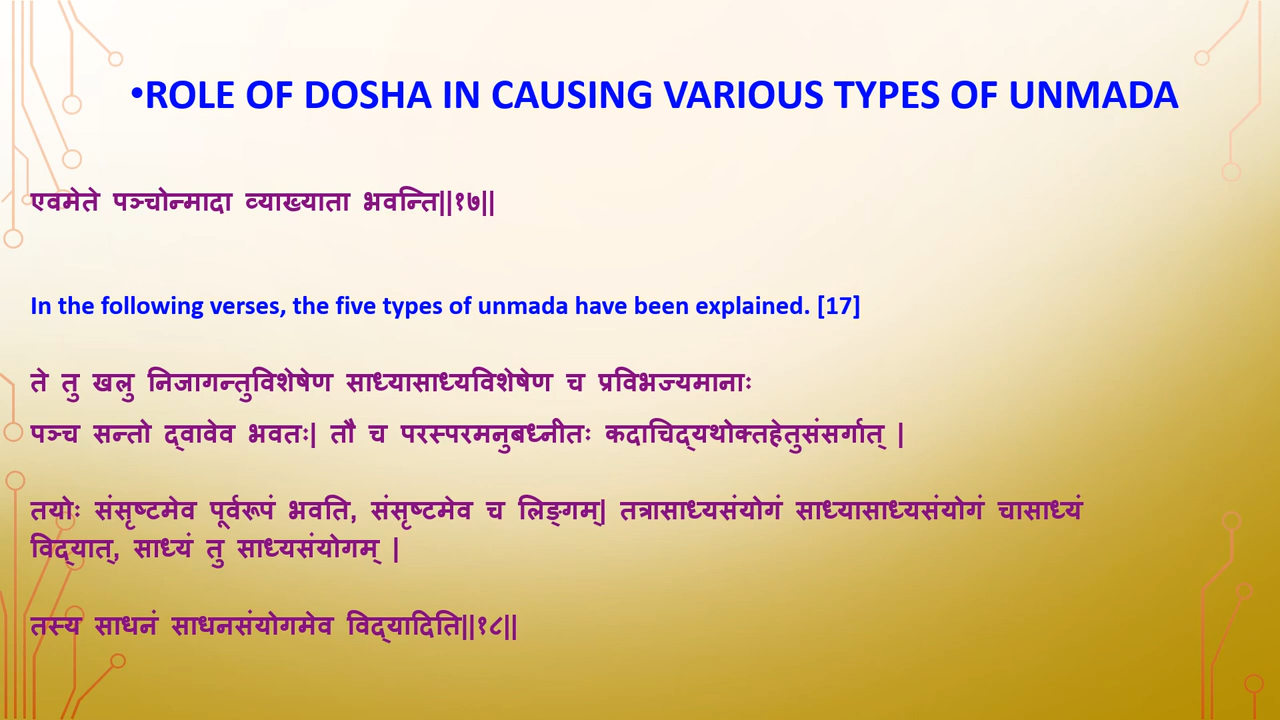 •ROLE OF DOSHA IN CAUSING VARIOUS TYPES OF UNMADA
एवमेते पञ्चोन्मादा व्याख्याता भवन्ति||१७||
In the following verses, the five types of unmada have been explained. [17]
ते तु खलु निजागन्तुविशेषेण साध्यासाध्यविशेषेण च प्रविभज्यमानाः
पञ्च सन्तो द्वावेव भवतः| तौ च परस्परमनुबध्नीतः कदाचिद्यथोक्तहेतुसंसर्गात् |
तयोः संसृष्टमेव पूर्वरूपं भवति, संसृष्टमेव च लिङ्गम्| तत्रासाध्यसंयोगं साध्यासाध्यसंयोगं चासाध्यं
विद्यात्, साध्यं तु साध्यसंयोगम् |
तस्य साधनं साधनसंयोगमेव विद्यादिति||१८||